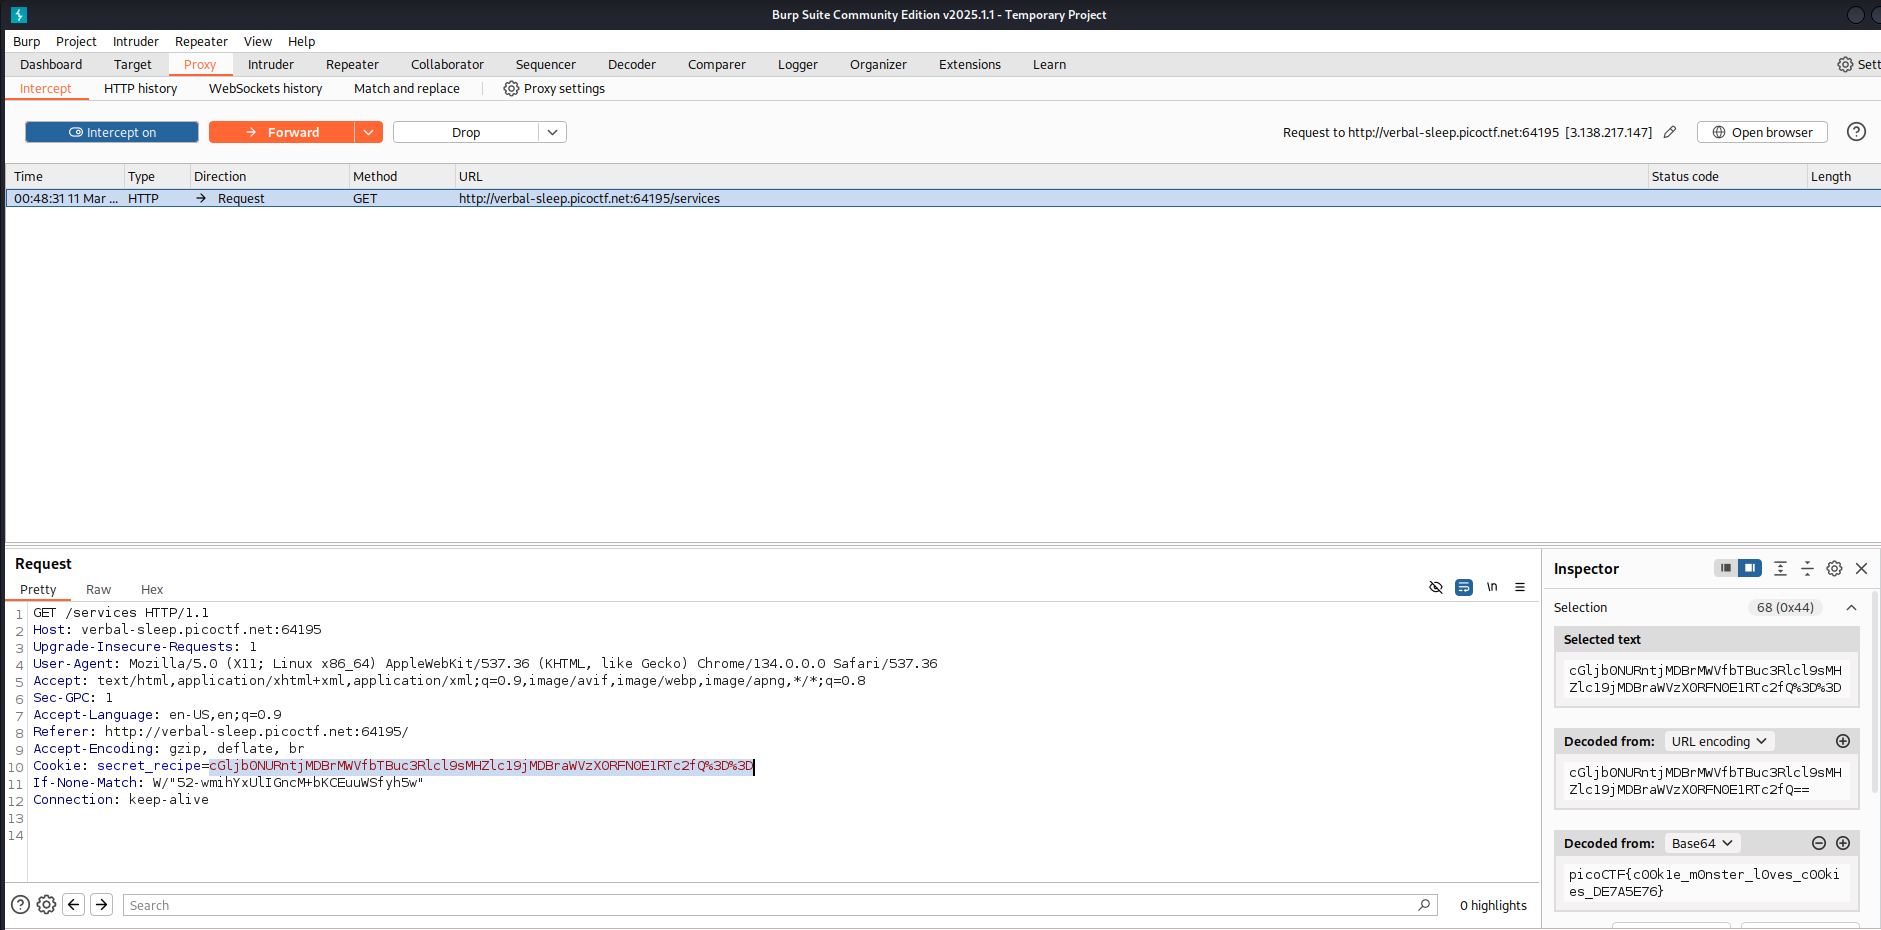 Burp Suite Community Edition v2025.1.1 - Temporary Project
Burp Project Intruder Repeater View Help
Dashboard Target Proxy Intruder Repeater Collaborator Sequencer Decoder Comparer Logger Organizer Extensions Learn Sett
Intercept HTTP history WebSockets history Match and replace Proxy settings
Intercept on Forward Drop Request to http://verbal-sleep.picoctf.net:64195 [3.138.217.147] Open browser
Time Type Direction Method URL Status code Length
00:48:31 11 Mar ... HTTP → Request GET http://verbal-sleep.picoctf.net:64195/services
Request
Pretty Raw Hex \n
1 GET /services HTTP/1.1
2 Host: verbal-sleep.picoctf.net:64195
3 Upgrade-Insecure-Requests: 1
4 User-Agent: Mozilla/5.0 (X11; Linux x86_64) AppleWebKit/537.36 (KHTML, like Gecko) Chrome/134.0.0.0 Safari/537.36
5 Accept: text/html,application/xhtml+xml,application/xml;q=0.9,image/avif,image/webp,image/apng,*/*;q=0.8
6 Sec-GPC: 1
7 Accept-Language: en-US,en;q=0.9
8 Referer: http://verbal-sleep.picoctf.net:64195/
9 Accept-Encoding: gzip, deflate, br
10 Cookie: secret_recipe=cGljb0NURntjMDBrMWVfbTBuc3Rlcl9sMHZlc19jMDBraWVzX0RFN0E1RTc2fQ%3D%3D
11 If-None-Match: W/"52-wmihYxUlIGncM+bKCEuuWSfyh5w"
12 Connection: keep-alive
13
14
Search 0 highlights
Inspector
Selection 68 (0x44)
Selected text
cGljb0NURntjMDBrMWVfbTBuc3Rlcl9sMH
Zlc19jMDBraWVzX0RFN0E1RTc2fQ%3D%3D
Decoded from: URL encoding
cGljb0NURntjMDBrMWVfbTBuc3Rlcl9sMH
Zlc19jMDBraWVzX0RFN0E1RTc2fQ==
Decoded from: Base64
picoCTF{c00k1e_m0nster_l0ves_c00ki
es_DE7A5E76}